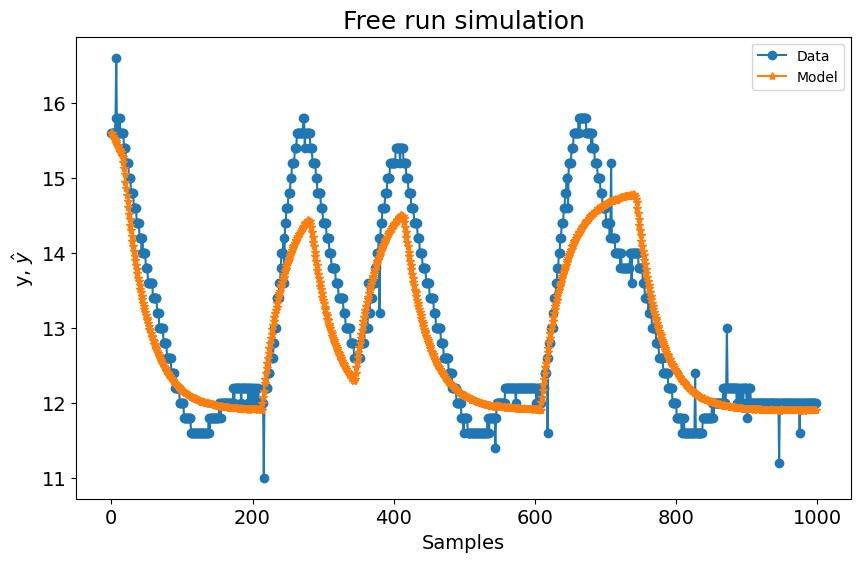 Free run simulation
Data
Model
y, ŷ
16
15
14
13
12
11
0 200 400 600 800 1000
Samples